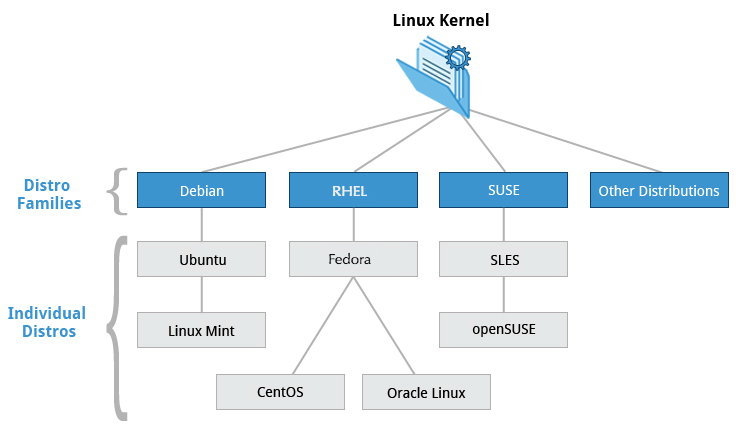 Linux Kernel
Distro
Families
Debian
RHEL
SUSE
Other Distributions
Individual
Distros
Ubuntu
Fedora
SLES
Linux Mint
openSUSE
CentOS
Oracle Linux